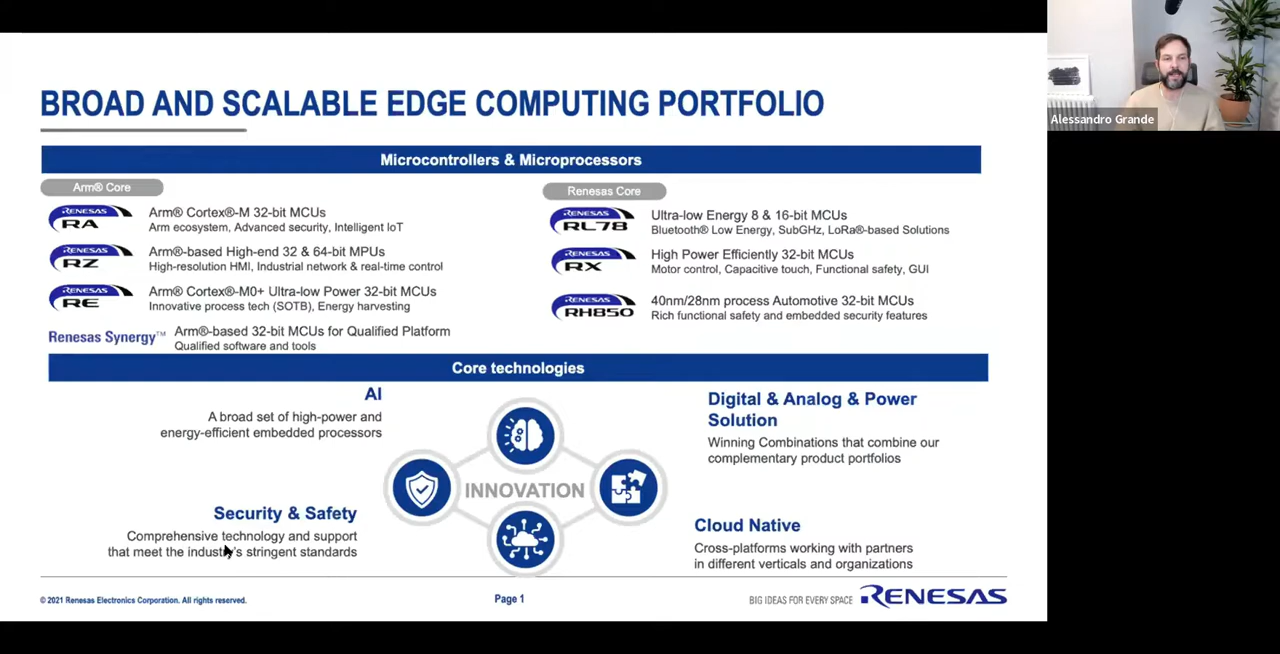 BROAD AND SCALABLE EDGE COMPUTING PORTFOLIO
Alessandro Grande
Microcontrollers & Microprocessors
Arm® Core
RENESAS
RA
Arm® Cortex®-M 32-bit MCUs
Arm ecosystem, Advanced security, Intelligent IoT
RENESAS
RZ
Arm®-based High-end 32 & 64-bit MPUs
High-resolution HMI, Industrial network & real-time control
RENESAS
RE
Arm® Cortex®-M0+ Ultra-low Power 32-bit MCUs
Innovative process tech (SOTB), Energy harvesting
Renesas Synergy™
Arm®-based 32-bit MCUs for Qualified Platform
Qualified software and tools
Renesas Core
RENESAS
RL78
Ultra-low Energy 8 & 16-bit MCUs
Bluetooth® Low Energy, SubGHz, LoRa®-based Solutions
RENESAS
RX
High Power Efficiently 32-bit MCUs
Motor control, Capacitive touch, Functional safety, GUI
RENESAS
RH850
40nm/28nm process Automotive 32-bit MCUs
Rich functional safety and embedded security features
Core technologies
AI
A broad set of high-power and
energy-efficient embedded processors
Digital & Analog & Power
Solution
Winning Combinations that combine our
complementary product portfolios
INNOVATION
Security & Safety
Comprehensive technology and support
that meet the industry's stringent standards
Cloud Native
Cross-platforms working with partners
in different verticals and organizations
© 2021 Renesas Electronics Corporation. All rights reserved.
Page 1
BIG IDEAS FOR EVERY SPACE
RENESAS